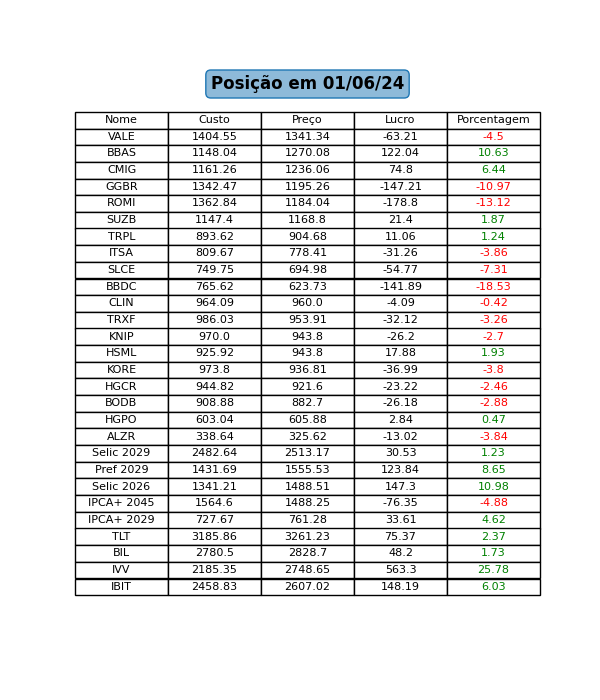 Posição em 01/06/24
Nome Custo Preço Lucro Porcentagem
VALE 1404.55 1341.34 -63.21 -4.5
BBAS 1148.04 1270.08 122.04 10.63
CMIG 1161.26 1236.06 74.8 6.44
GGBR 1342.47 1195.26 -147.21 -10.97
ROMI 1362.84 1184.04 -178.8 -13.12
SUZB 1147.4 1168.8 21.4 1.87
TRPL 893.62 904.68 11.06 1.24
ITSA 809.67 778.41 -31.26 -3.86
SLCE 749.75 694.98 -54.77 -7.31
BBDC 765.62 623.73 -141.89 -18.53
CLIN 964.09 960.0 -4.09 -0.42
TRXF 986.03 953.91 -32.12 -3.26
KNIP 970.0 943.8 -26.2 -2.7
HSML 925.92 943.8 17.88 1.93
KORE 973.8 936.81 -36.99 -3.8
HGCR 944.82 921.6 -23.22 -2.46
BODB 908.88 882.7 -26.18 -2.88
HGPO 603.04 605.88 2.84 0.47
ALZR 338.64 325.62 -13.02 -3.84
Selic 2029 2482.64 2513.17 30.53 1.23
Pref 2029 1431.69 1555.53 123.84 8.65
Selic 2026 1341.21 1488.51 147.3 10.98
IPCA+ 2045 1564.6 1488.25 -76.35 -4.88
IPCA+ 2029 727.67 761.28 33.61 4.62
TLT 3185.86 3261.23 75.37 2.37
BIL 2780.5 2828.7 48.2 1.73
IVV 2185.35 2748.65 563.3 25.78
IBIT 2458.83 2607.02 148.19 6.03